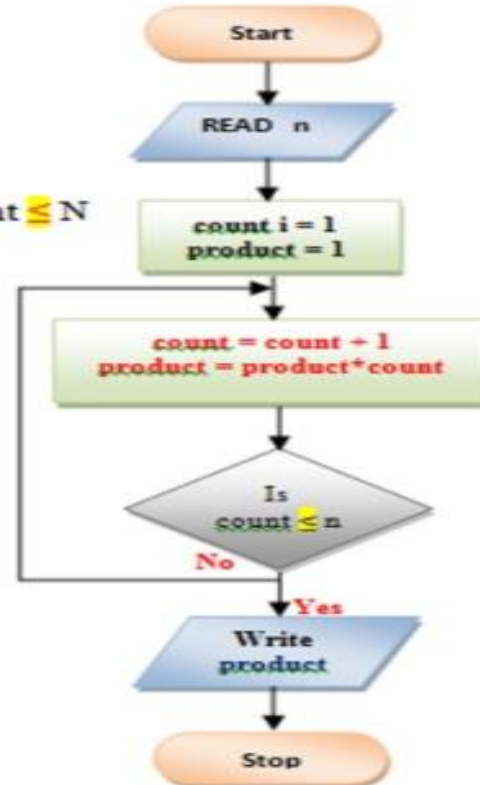 Start
READ n
nt ≤ N
count i = 1
product = 1
count = count + 1
product = product*count
Is
count ≤ n
No
Yes
Write
product
Stop